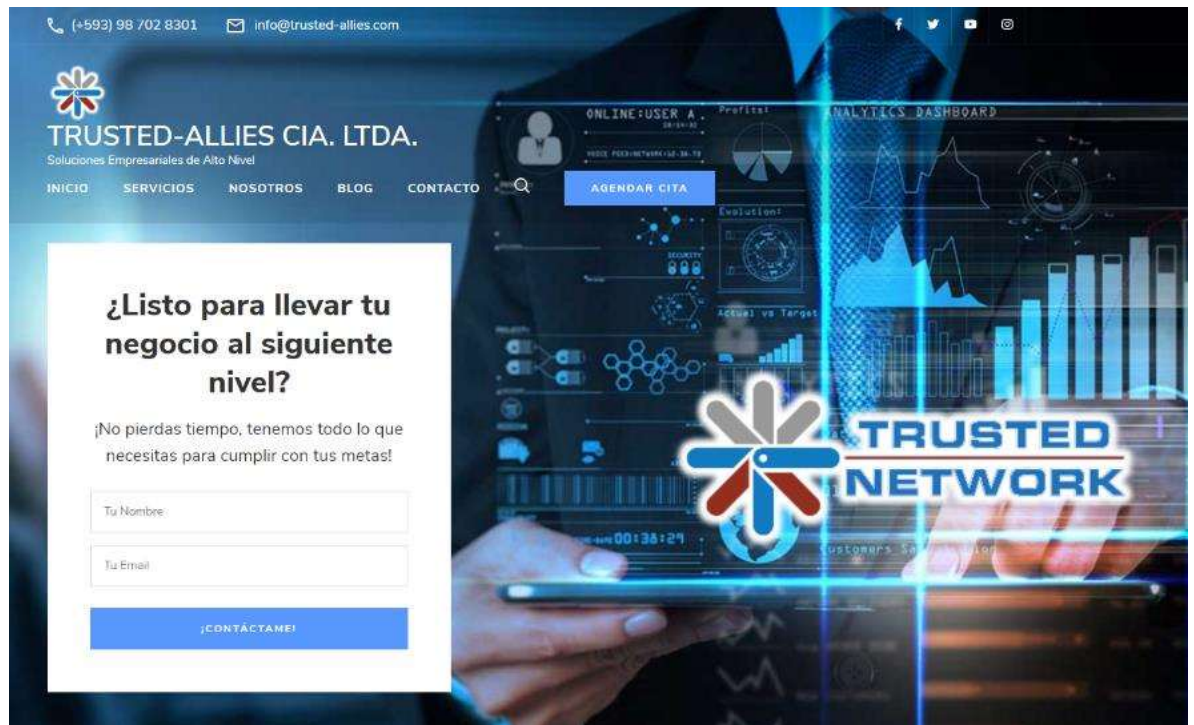 (+593) 98 702 8301
info@trusted-allies.com
TRUSTED-ALLIES CIA. LTDA.
Soluciones Empresariales de Alto Nivel
INICIO SERVICIOS NOSOTROS BLOG CONTACTO AGENDAR CITA
¿Listo para llevar tu
negocio al siguiente
nivel?
¡No pierdas tiempo, tenemos todo lo que
necesitas para cumplir con tus metas!
Tu Nombre
Tu Email
¡CONTÁCTAME!
ONLINE:USER A
Profits:
ANALYTICS DASHBOARD
Evolution:
SECURITY
Actual vs Target
TRUSTED
NETWORK
00:38:29
Customers